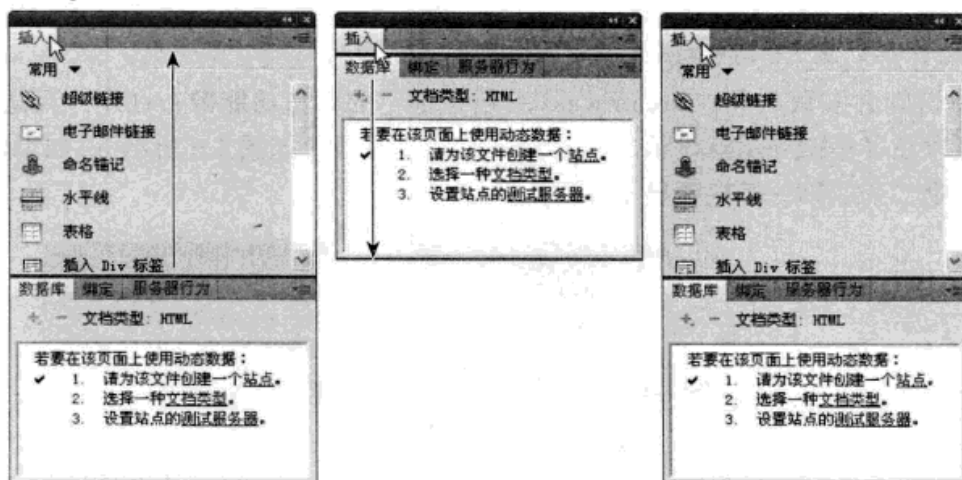 插入
常用
超级链接
电子邮件链接
命名锚记
水平线
表格
插入 Div 标签
数据库 绑定 服务器行为
文档类型: HTML
若要在该页面上使用动态数据：
1. 请为该文件创建一个站点。
2. 选择一种文档类型。
3. 设置站点的测试服务器。
插入
数据库 绑定 服务器行为
文档类型: HTML
若要在该页面上使用动态数据：
1. 请为该文件创建一个站点。
2. 选择一种文档类型。
3. 设置站点的测试服务器。
插入
常用
超级链接
电子邮件链接
命名锚记
水平线
表格
插入 Div 标签
数据库 绑定 服务器行为
文档类型: HTML
若要在该页面上使用动态数据：
1. 请为该文件创建一个站点。
2. 选择一种文档类型。
3. 设置站点的测试服务器。